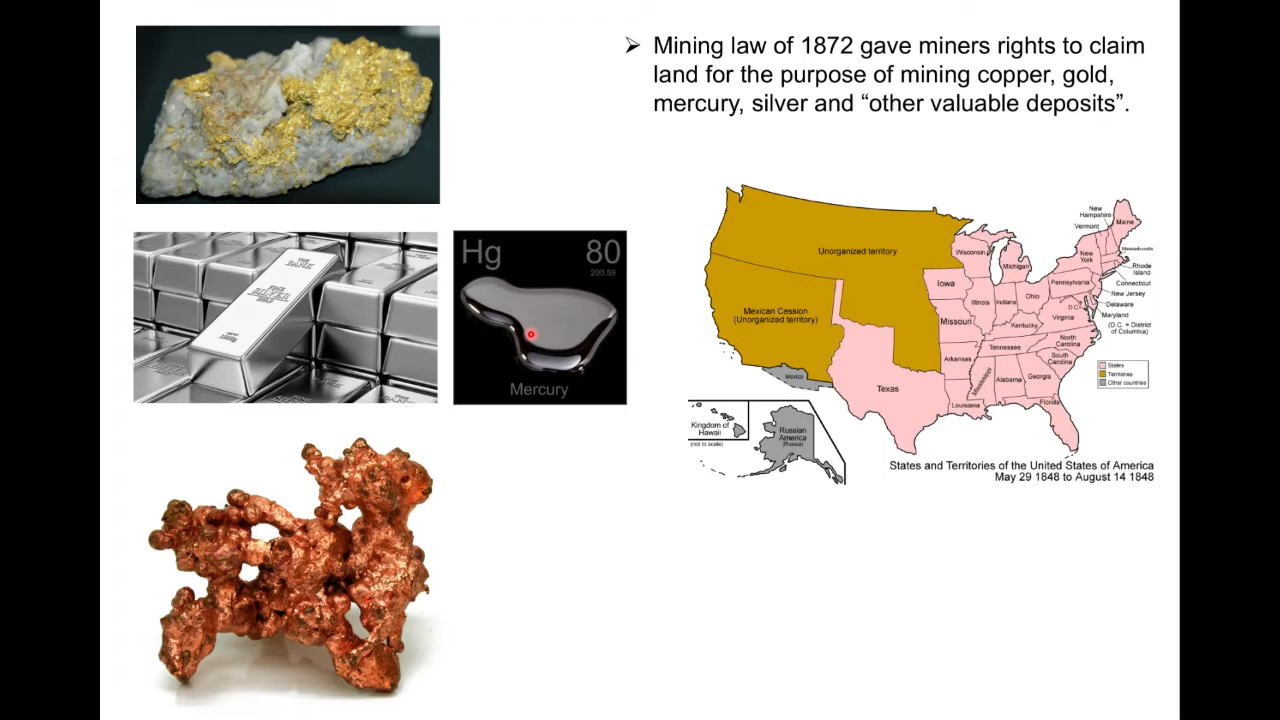 ➢ Mining law of 1872 gave miners rights to claim
land for the purpose of mining copper, gold,
mercury, silver and “other valuable deposits”.
Hg 80
200.59
Mercury
FINE
SILVER
Unorganized territory
Mexican Cession
(Unorganized territory)
Mexico
Texas
Iowa
Missouri
Arkansas
Louisiana
Wisconsin
Michigan
Illinois
Indiana
Ohio
Kentucky
Tennessee
Mississippi
Alabama
Georgia
Florida
South
Carolina
North
Carolina
Virginia
D.C.
Pennsylvania
New
York
Vermont
New
Hampshire
Maine
Massachusetts
Rhode
Island
Connecticut
New Jersey
Delaware
Maryland
(D.C. = District
of Columbia)
States
Territories
Other countries
Kingdom of
Hawaii
(not to scale)
Russian
America
(Russia)
States and Territories of the United States of America
May 29 1848 to August 14 1848